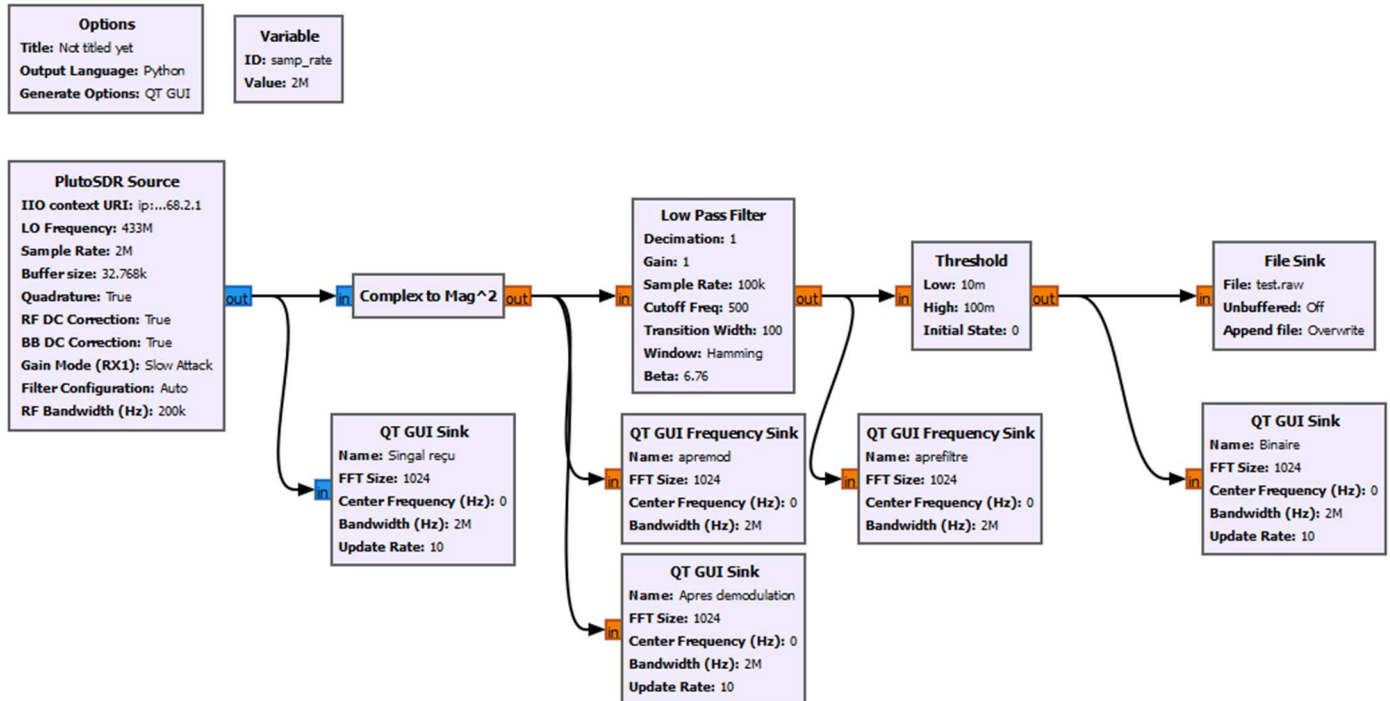 Options
Title: Not titled yet
Output Language: Python
Generate Options: QT GUI
Variable
ID: samp_rate
Value: 2M
PlutoSDR Source
IIO context URI: ip:...68.2.1
LO Frequency: 433M
Sample Rate: 2M
Buffer size: 32.768k
Quadrature: True
RF DC Correction: True
BB DC Correction: True
Gain Mode (RX1): Slow Attack
Filter Configuration: Auto
RF Bandwidth (Hz): 200k
out
in
Complex to Mag^2
out
in
Low Pass Filter
Decimation: 1
Gain: 1
Sample Rate: 100k
Cutoff Freq: 500
Transition Width: 100
Window: Hamming
Beta: 6.76
out
in
Threshold
Low: 10m
High: 100m
Initial State: 0
out
in
File Sink
File: test.raw
Unbuffered: Off
Append file: Overwrite
in
QT GUI Sink
Name: Singal reçu
FFT Size: 1024
Center Frequency (Hz): 0
Bandwidth (Hz): 2M
Update Rate: 10
in
QT GUI Frequency Sink
Name: apremod
FFT Size: 1024
Center Frequency (Hz): 0
Bandwidth (Hz): 2M
in
QT GUI Frequency Sink
Name: aprefiltre
FFT Size: 1024
Center Frequency (Hz): 0
Bandwidth (Hz): 2M
in
QT GUI Sink
Name: Binaire
FFT Size: 1024
Center Frequency (Hz): 0
Bandwidth (Hz): 2M
Update Rate: 10
in
QT GUI Sink
Name: Apres demodulation
FFT Size: 1024
Center Frequency (Hz): 0
Bandwidth (Hz): 2M
Update Rate: 10